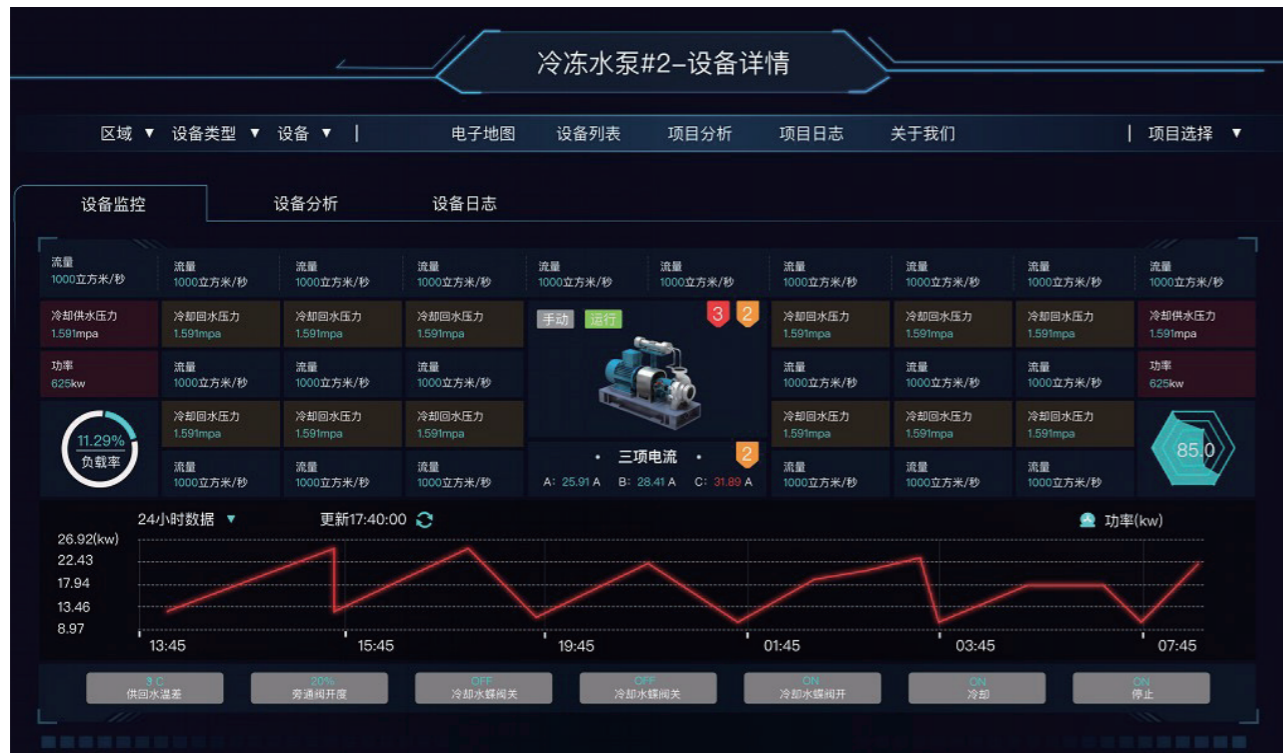 冷冻水泵#2-设备详情
区域 ▼ 设备类型 ▼ 设备 ▼ | 电子地图 设备列表 项目分析 项目日志 关于我们 | 项目选择 ▼
设备监控 设备分析 设备日志
流量 流量 流量 流量 流量 流量 流量 流量 流量 流量
1000立方米/秒 1000立方米/秒 1000立方米/秒 1000立方米/秒 1000立方米/秒 1000立方米/秒 1000立方米/秒 1000立方米/秒 1000立方米/秒 1000立方米/秒
冷却供水压力 冷却回水压力 冷却回水压力 冷却回水压力 手动 运行 3 2 冷却回水压力 冷却回水压力 冷却回水压力 冷却供水压力
1.591mpa 1.591mpa 1.591mpa 1.591mpa 1.591mpa 1.591mpa 1.591mpa 1.591mpa
功率 流量 流量 流量 流量 流量 流量 功率
625kw 1000立方米/秒 1000立方米/秒 1000立方米/秒 1000立方米/秒 1000立方米/秒 1000立方米/秒 625kw
冷却回水压力 冷却回水压力 冷却回水压力 冷却回水压力 冷却回水压力 冷却回水压力
1.591mpa 1.591mpa 1.591mpa 1.591mpa 1.591mpa 1.591mpa
11.29% 85.0
负载率 · 三项电流 · 2
流量 流量 流量 流量 流量 流量
1000立方米/秒 1000立方米/秒 1000立方米/秒 A: 25.91 A B: 28.41 A C: 31.89 A 1000立方米/秒 1000立方米/秒 1000立方米/秒
24小时数据 ▼ 更新17:40:00 功率(kw)
26.92(kw)
22.43
17.94
13.46
8.97
13:45 15:45 19:45 01:45 03:45 07:45
3 C 20% OFF OFF ON ON ON
供回水温差 旁通阀开度 冷却水蝶阀关 冷却水蝶阀关 冷却水蝶阀开 冷却 停止